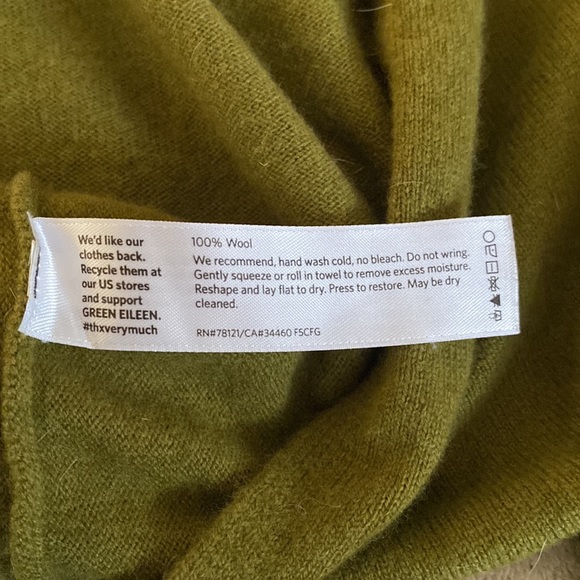 We'd like our
clothes back.
Recycle them at
our US stores
and support
GREEN EILEEN.
#thxverymuch
100% Wool
We recommend, hand wash cold, no bleach. Do not wring.
Gently squeeze or roll in towel to remove excess moisture.
Reshape and lay flat to dry. Press to restore. May be dry
cleaned.
RN#78121/CA#34460 F5CFG